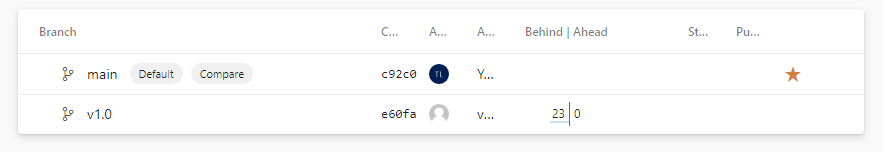 Branch C... A... A... Behind | Ahead St... Pu...
main Default Compare c92c0 TL Y...
v1.0 e60fa v... 23 0